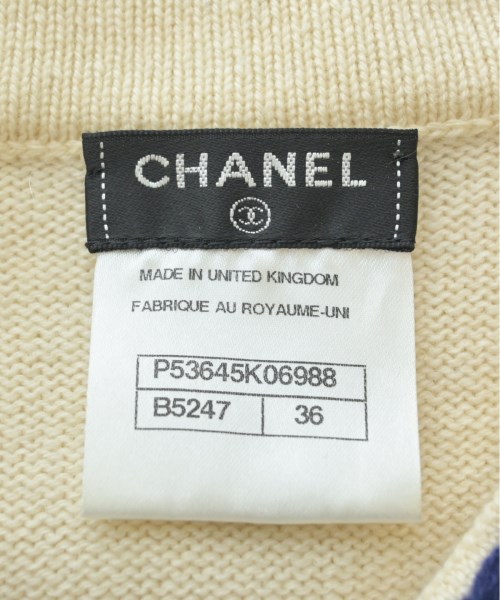 CHANEL
MADE IN UNITED KINGDOM
FABRIQUE AU ROYAUME-UNI
P53645K06988
B5247 36